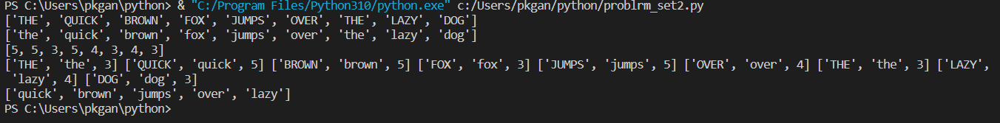 PS C:\Users\pkgan\python> & "C:/Program Files/Python310/python.exe" c:/Users/pkgan/python/problrm_set2.py
['THE', 'QUICK', 'BROWN', 'FOX', 'JUMPS', 'OVER', 'THE', 'LAZY', 'DOG']
['the', 'quick', 'brown', 'fox', 'jumps', 'over', 'the', 'lazy', 'dog']
[5, 5, 3, 5, 4, 3, 4, 3]
['THE', 'the', 3] ['QUICK', 'quick', 5] ['BROWN', 'brown', 5] ['FOX', 'fox', 3] ['JUMPS', 'jumps', 5] ['OVER', 'over', 4] ['THE', 'the', 3] ['LAZY',
 'lazy', 4] ['DOG', 'dog', 3]
['quick', 'brown', 'jumps', 'over', 'lazy']
PS C:\Users\pkgan\python>